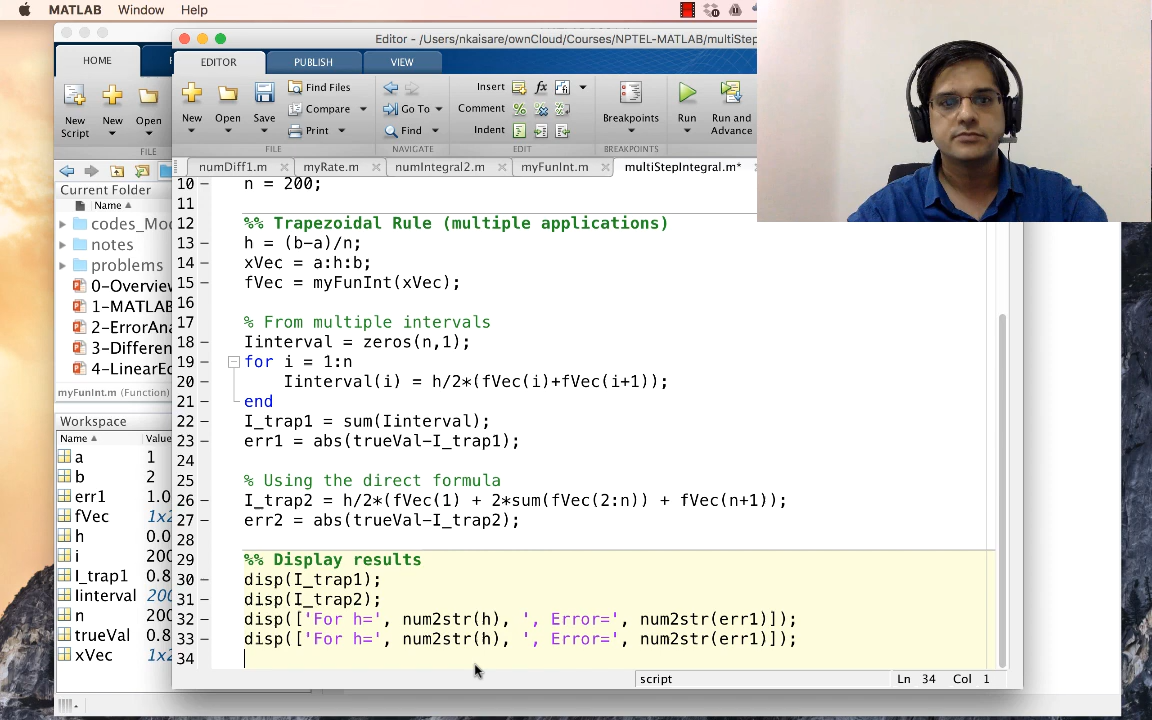 MATLAB Window Help
Editor - /Users/nkaisare/ownCloud/Courses/NPTEL-MATLAB/multiStep
HOME
EDITOR PUBLISH VIEW
New Script New Open
FILE
New Open Save
Find Files
Compare
Print
FILE
Go To
Find
NAVIGATE
Insert
Comment
Indent
EDIT
Breakpoints
BREAKPOINTS
Run
Run and Advance
numDiff1.m myRate.m numIntegral2.m myFunInt.m multiStepIntegral.m*
Current Folder
Name
codes_Mo
notes
problems
0-Overvie
1-MATLAB
2-ErrorAna
3-Differen
4-LinearEc
myFunInt.m (Function)
Workspace
Name Value
a 1
b 2
err1 1.0
fVec 1x2
h 0.0
i 200
I_trap1 0.8
Iinterval 200
n 200
trueVal 0.8
xVec 1x2
10 n = 200;
11
12 %% Trapezoidal Rule (multiple applications)
13 h = (b-a)/n;
14 xVec = a:h:b;
15 fVec = myFunInt(xVec);
16
17 % From multiple intervals
18 Iinterval = zeros(n,1);
19 for i = 1:n
20 Iinterval(i) = h/2*(fVec(i)+fVec(i+1));
21 end
22 I_trap1 = sum(Iinterval);
23 err1 = abs(trueVal-I_trap1);
24
25 % Using the direct formula
26 I_trap2 = h/2*(fVec(1) + 2*sum(fVec(2:n)) + fVec(n+1));
27 err2 = abs(trueVal-I_trap2);
28
29 %% Display results
30 disp(I_trap1);
31 disp(I_trap2);
32 disp(['For h=', num2str(h), ', Error=', num2str(err1)]);
33 disp(['For h=', num2str(h), ', Error=', num2str(err1)]);
34
script Ln 34 Col 1